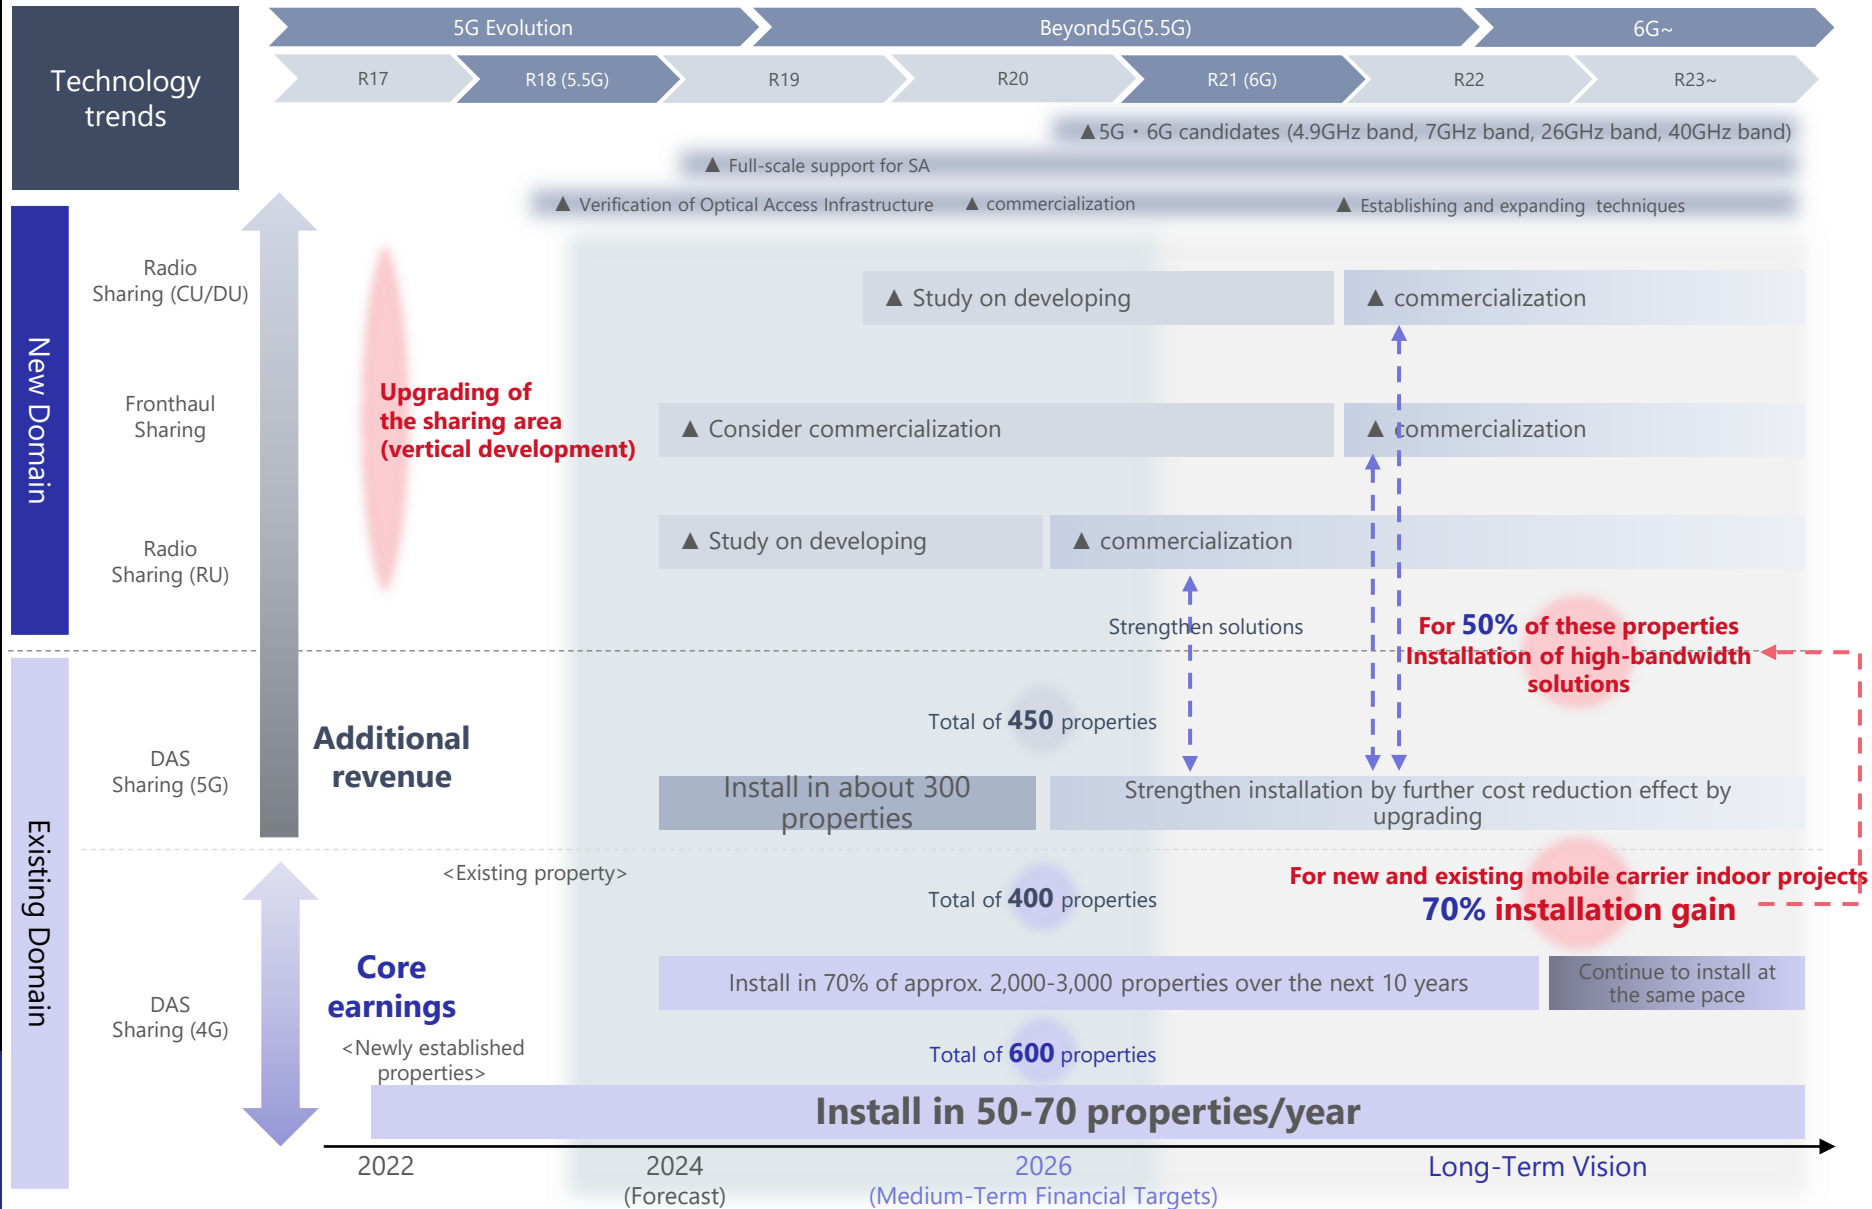 Technology
trends
5G Evolution
Beyond5G(5.5G)
6G~
R17
R18 (5.5G)
R19
R20
R21 (6G)
R22
R23~
▲5G・6G candidates (4.9GHz band, 7GHz band, 26GHz band, 40GHz band)
▲ Full-scale support for SA
▲ Verification of Optical Access Infrastructure
▲ commercialization
▲ Establishing and expanding techniques
New Domain
Radio
Sharing (CU/DU)
▲ Study on developing
▲ commercialization
Upgrading of
the sharing area
(vertical development)
Fronthaul
Sharing
▲ Consider commercialization
▲ commercialization
Radio
Sharing (RU)
▲ Study on developing
▲ commercialization
Strengthen solutions
For 50% of these properties
Installation of high-bandwidth
solutions
Existing Domain
Additional
revenue
DAS
Sharing (5G)
Total of 450 properties
Install in about 300
properties
Strengthen installation by further cost reduction effect by
upgrading
<Existing property>
Total of 400 properties
For new and existing mobile carrier indoor projects
70% installation gain
Core
earnings
DAS
Sharing (4G)
Install in 70% of approx. 2,000-3,000 properties over the next 10 years
Continue to install at
the same pace
<Newly established
properties>
Total of 600 properties
Install in 50-70 properties/year
2022
2024
(Forecast)
2026
(Medium-Term Financial Targets)
Long-Term Vision